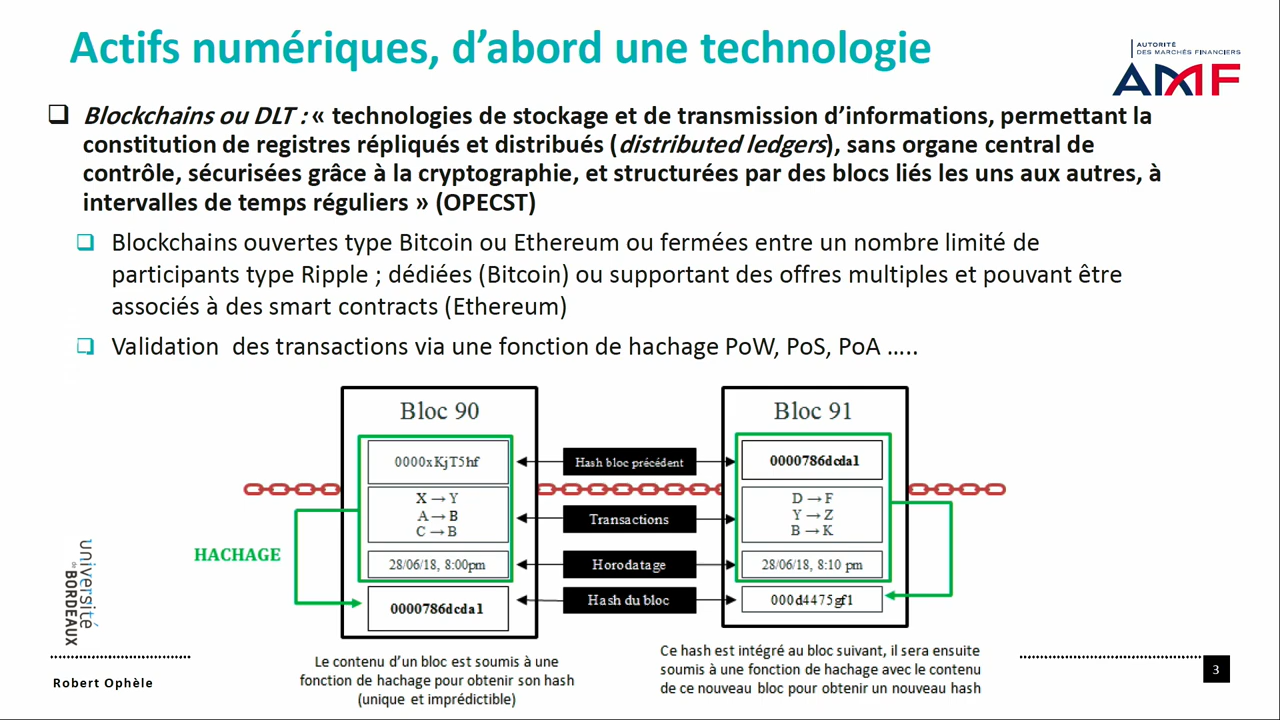 Actifs numériques, d’abord une technologie
AUTORITÉ
DES MARCHÉS FINANCIERS
AMF
Blockchains ou DLT : « technologies de stockage et de transmission d’informations, permettant la
constitution de registres répliqués et distribués (distributed ledgers), sans organe central de
contrôle, sécurisées grâce à la cryptographie, et structurées par des blocs liés les uns aux autres, à
intervalles de temps réguliers » (OPECST)
Blockchains ouvertes type Bitcoin ou Ethereum ou fermées entre un nombre limité de
participants type Ripple ; dédiées (Bitcoin) ou supportant des offres multiples et pouvant être
associés à des smart contracts (Ethereum)
Validation des transactions via une fonction de hachage PoW, PoS, PoA …..
Bloc 90
0000xKjT5hf
X → Y
A → B
C → B
28/06/18, 8:00pm
0000786dcda1
HACHAGE
Hash bloc précédent
Transactions
Horodatage
Hash du bloc
Bloc 91
0000786dcda1
D → F
Y → Z
B → K
28/06/18, 8:10 pm
000d4475gf1
Le contenu d’un bloc est soumis à une
fonction de hachage pour obtenir son hash
(unique et imprédictible)
Ce hash est intégré au bloc suivant, il sera ensuite
soumis à une fonction de hachage avec le contenu
de ce nouveau bloc pour obtenir un nouveau hash
université
de BORDEAUX
Robert Ophèle
3